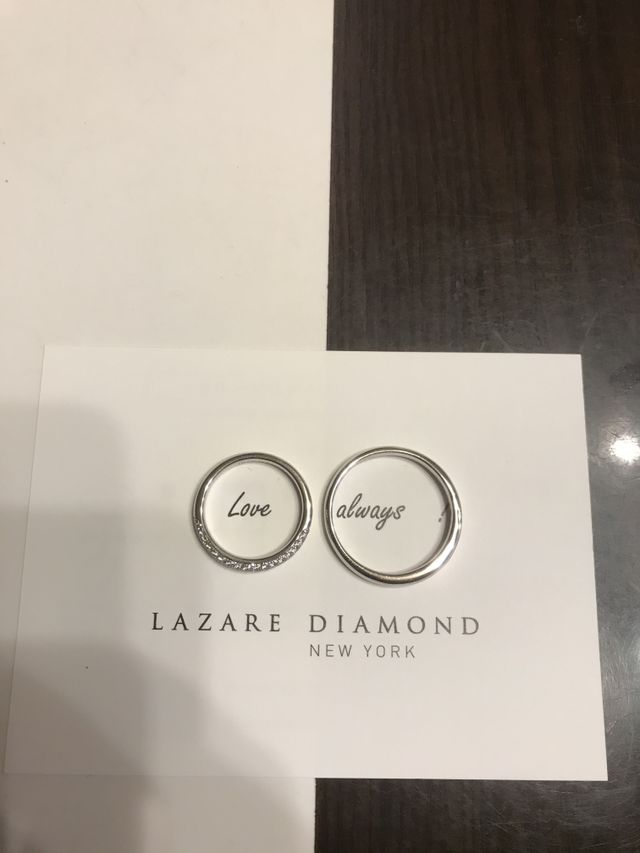 Love always !
LAZARE DIAMOND
NEW YORK